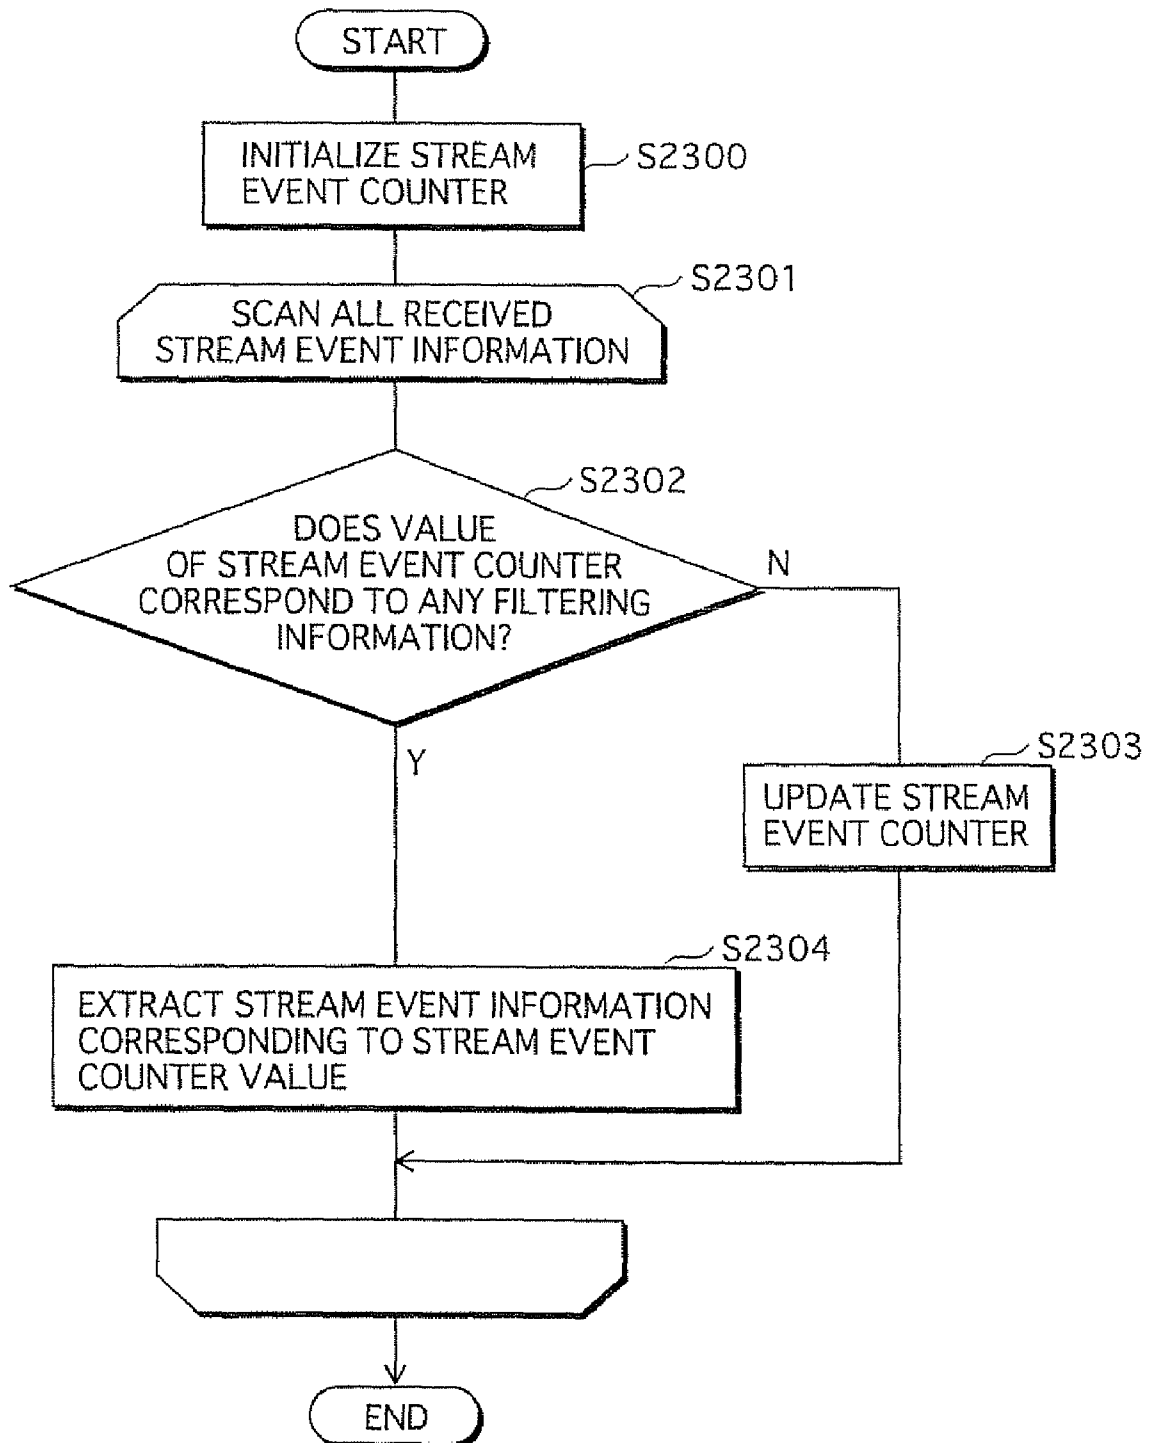 START
INITIALIZE STREAM
EVENT COUNTER
S2300
S2301
SCAN ALL RECEIVED
STREAM EVENT INFORMATION
S2302
DOES VALUE
OF STREAM EVENT COUNTER
CORRESPOND TO ANY FILTERING
INFORMATION?
N
Y
S2303
UPDATE STREAM
EVENT COUNTER
S2304
EXTRACT STREAM EVENT INFORMATION
CORRESPONDING TO STREAM EVENT
COUNTER VALUE
END